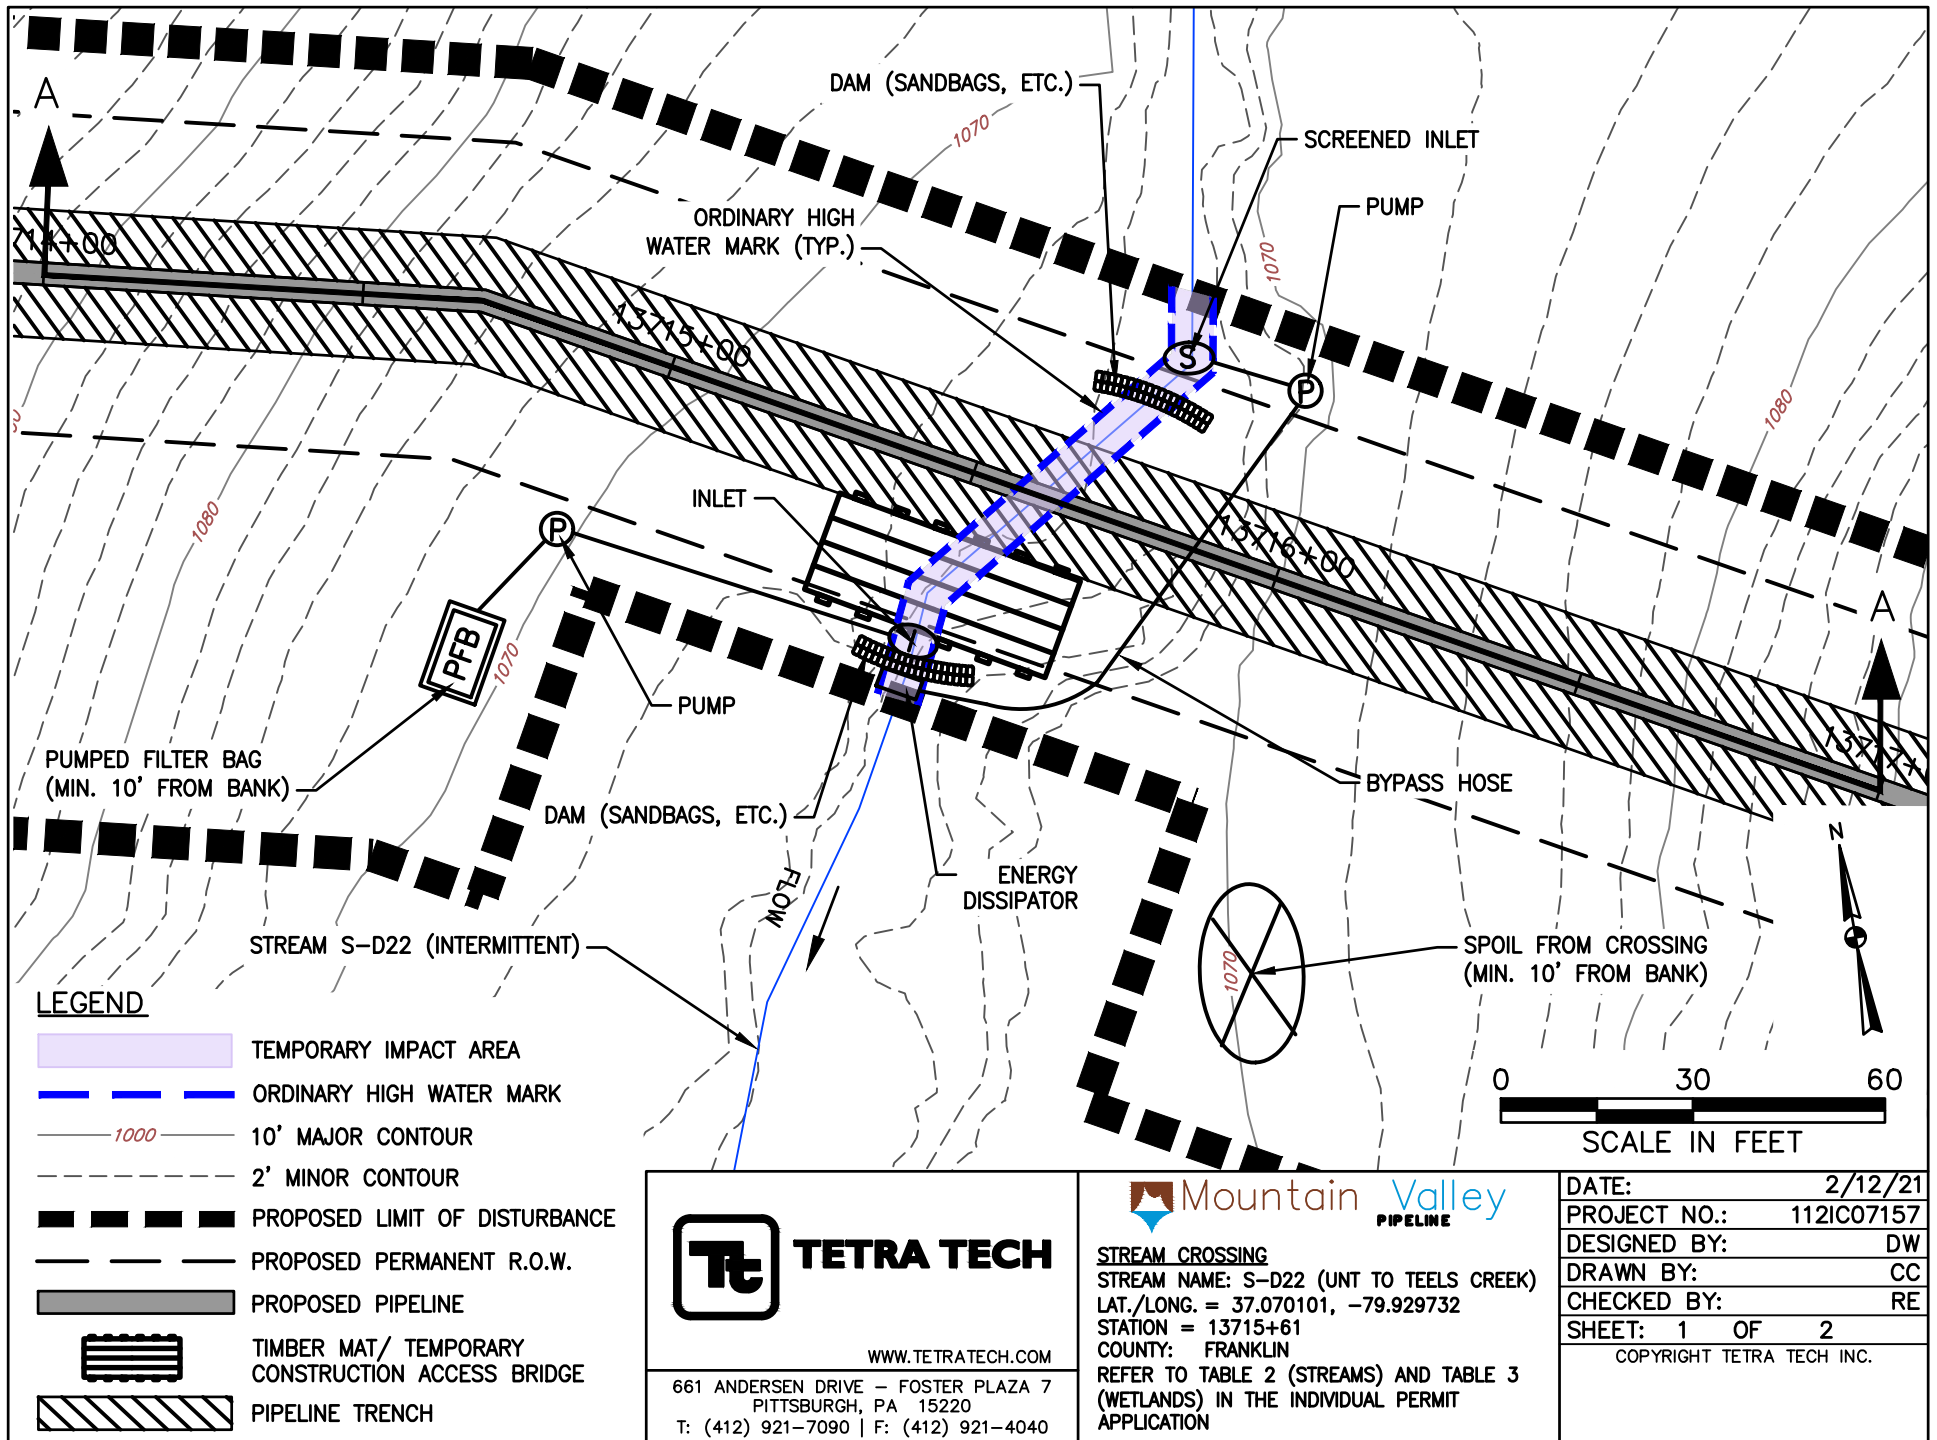 A
DAM (SANDBAGS, ETC.)
1070
SCREENED INLET
PUMP
ORDINARY HIGH
WATER MARK (TYP.)
1070
13715+00
S
P
1080
1080
INLET
P
13716+00
A
I
PFB
1070
PUMP
PUMPED FILTER BAG
(MIN. 10' FROM BANK)
BYPASS HOSE
DAM (SANDBAGS, ETC.)
N
ENERGY
DISSIPATOR
FLOW
STREAM S-D22 (INTERMITTENT)
SPOIL FROM CROSSING
(MIN. 10' FROM BANK)
1070
LEGEND
TEMPORARY IMPACT AREA
ORDINARY HIGH WATER MARK
1000
10' MAJOR CONTOUR
2' MINOR CONTOUR
PROPOSED LIMIT OF DISTURBANCE
PROPOSED PERMANENT R.O.W.
PROPOSED PIPELINE
TIMBER MAT/ TEMPORARY
CONSTRUCTION ACCESS BRIDGE
PIPELINE TRENCH
0 30 60
SCALE IN FEET
Tt TETRA TECH
WWW.TETRATECH.COM
661 ANDERSEN DRIVE - FOSTER PLAZA 7
PITTSBURGH, PA 15220
T: (412) 921-7090 | F: (412) 921-4040
Mountain Valley
PIPELINE
STREAM CROSSING
STREAM NAME: S-D22 (UNT TO TEELS CREEK)
LAT./LONG. = 37.070101, -79.929732
STATION = 13715+61
COUNTY: FRANKLIN
REFER TO TABLE 2 (STREAMS) AND TABLE 3
(WETLANDS) IN THE INDIVIDUAL PERMIT
APPLICATION
DATE: 2/12/21
PROJECT NO.: 112IC07157
DESIGNED BY: DW
DRAWN BY: CC
CHECKED BY: RE
SHEET: 1 OF 2
COPYRIGHT TETRA TECH INC.